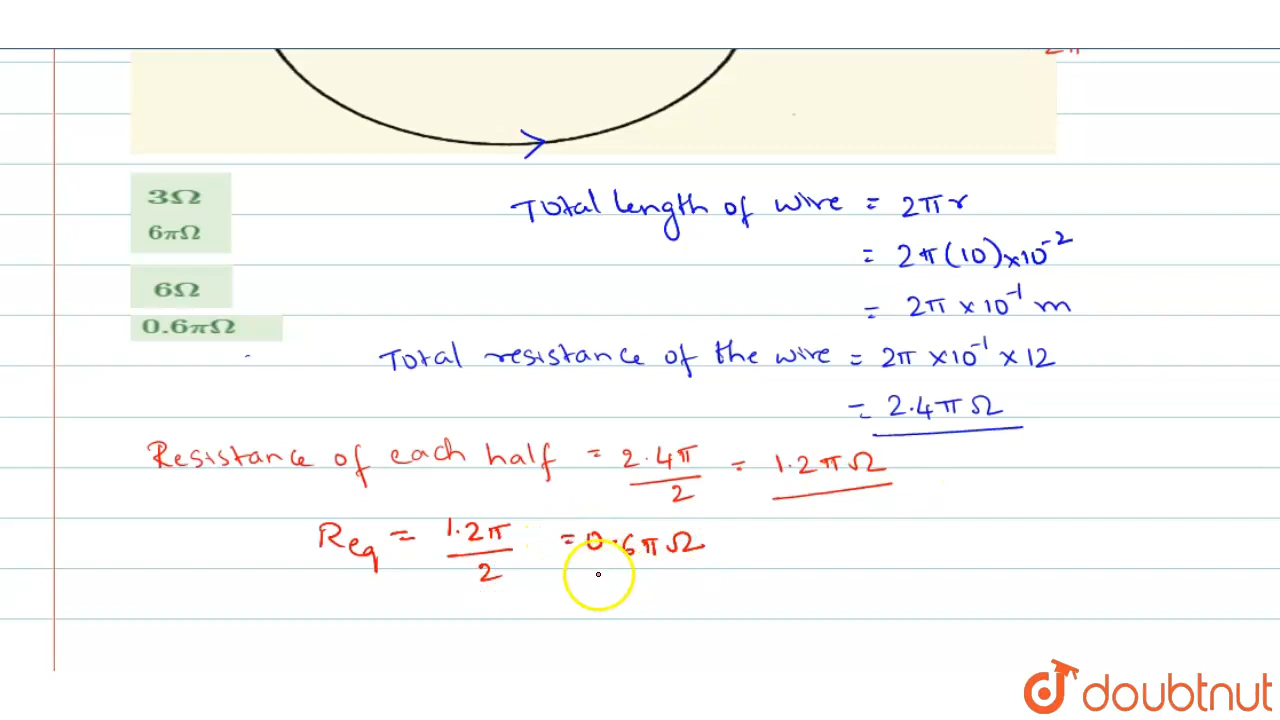 2π
3Ω
6πΩ
6Ω
0.6πΩ
Total length of wire = 2πr
= 2π(10)×10⁻²
= 2π×10⁻¹ m
Total resistance of the wire = 2π×10⁻¹×12
= 2.4πΩ
Resistance of each half = 2.4π/2 = 1.2πΩ
Req = 1.2π/2 = 0.6πΩ
doubtnut